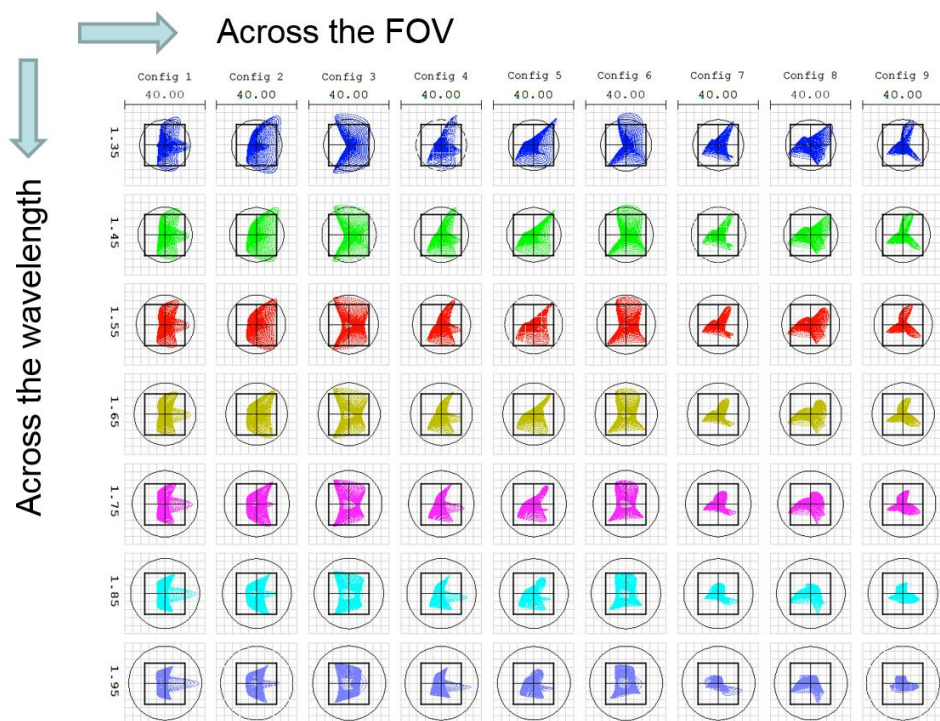 Across the FOV
Across the wavelength
Config 1 Config 2 Config 3 Config 4 Config 5 Config 6 Config 7 Config 8 Config 9
40.00 40.00 40.00 40.00 40.00 40.00 40.00 40.00 40.00
1.35
1.45
1.55
1.65
1.75
1.85
1.95